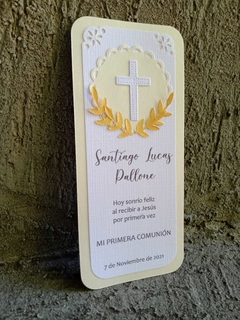 Santiago Lucas
Pallone
Hoy sonrío feliz
al recibir a Jesús
por primera vez
MI PRIMERA COMUNIÓN
7 de Noviembre de 2021